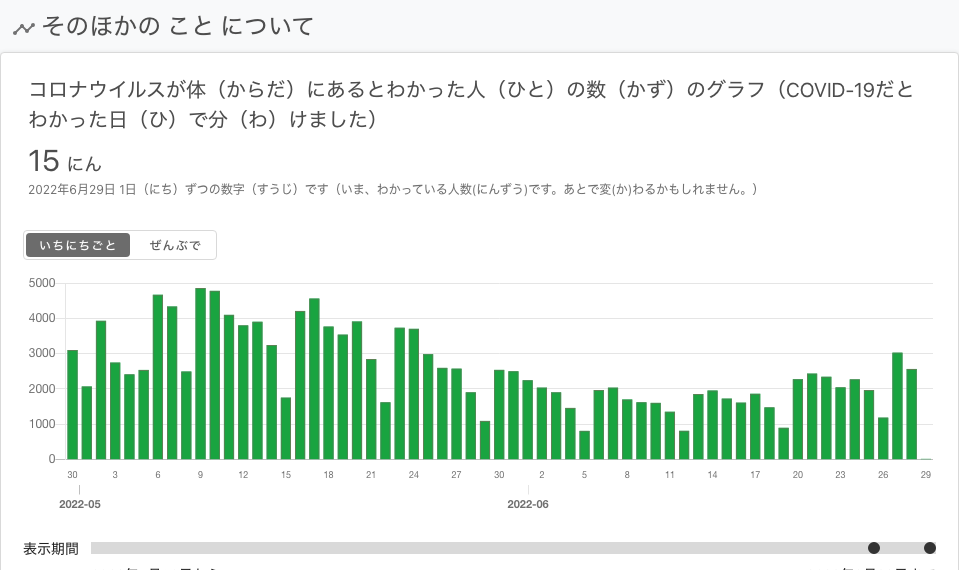 そのほかの こと について
コロナウイルスが体（からだ）にあるとわかった人（ひと）の数（かず）のグラフ（COVID-19だと
わかった日（ひ）で分（わ）けました）
15 にん
2022年6月29日 1日（にち）ずつの数字（すうじ）です（いま、わかっている人数(にんずう)です。あとで変(か)わるかもしれません。）
いちにちごと ぜんぶで
5000
4000
3000
2000
1000
0
30 3 6 9 12 15 18 21 24 27 30 2 5 8 11 14 17 20 23 26 29
2022-05 2022-06
表示期間